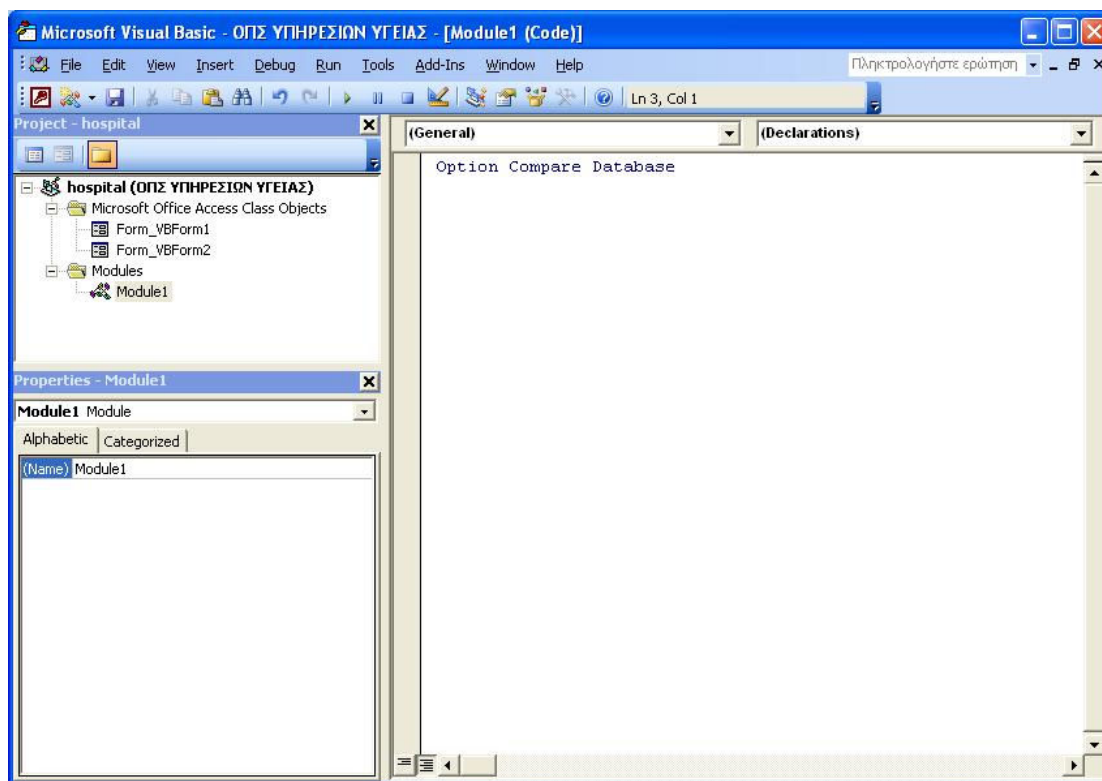 Microsoft Visual Basic - ΟΠΣ ΥΠΗΡΕΣΙΩΝ ΥΓΕΙΑΣ - [Module1 (Code)]
File Edit View Insert Debug Run Tools Add-Ins Window Help Πληκτρολογήστε ερώτηση
Ln 3, Col 1
Project - hospital
hospital (ΟΠΣ ΥΠΗΡΕΣΙΩΝ ΥΓΕΙΑΣ)
Microsoft Office Access Class Objects
Form_VBForm1
Form_VBForm2
Modules
Module1
Properties - Module1
Module1 Module
Alphabetic Categorized
(Name) Module1
(General) (Declarations)
Option Compare Database